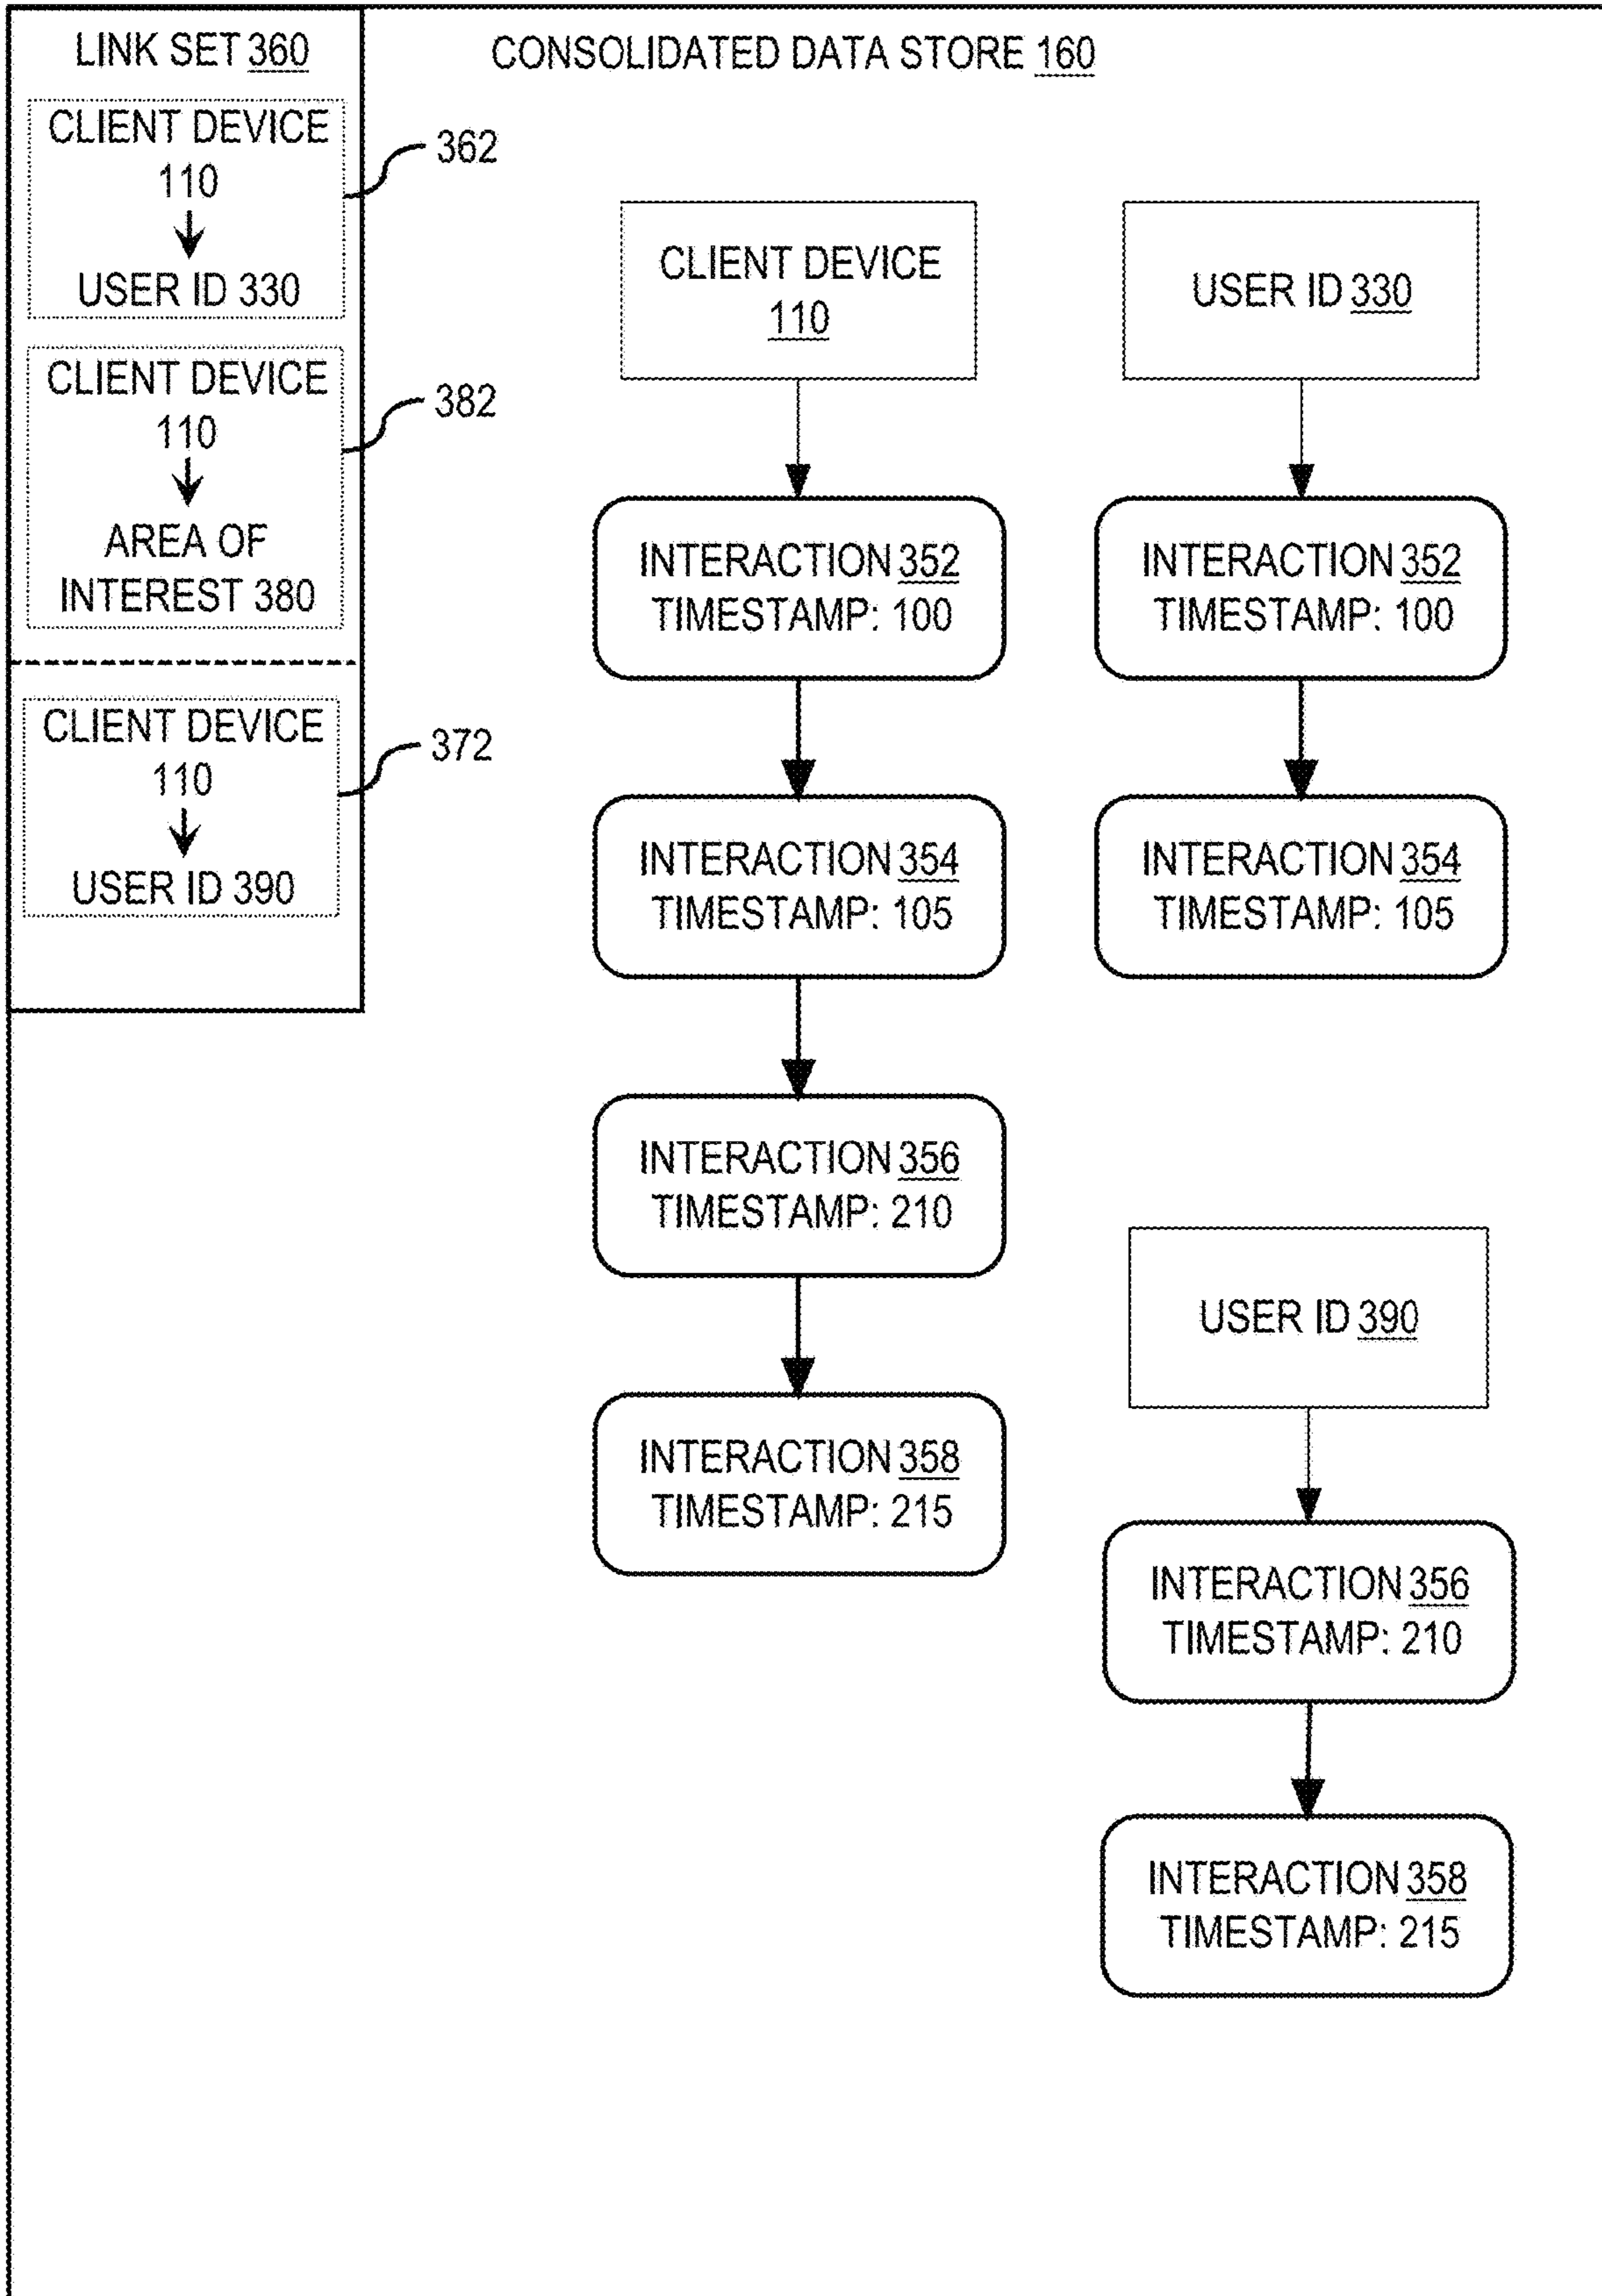 LINK SET 360
CLIENT DEVICE
110
USER ID 330
362
CLIENT DEVICE
110
AREA OF
INTEREST 380
382
CLIENT DEVICE
110
USER ID 390
372
CONSOLIDATED DATA STORE 160
CLIENT DEVICE
110
INTERACTION 352
TIMESTAMP: 100
INTERACTION 354
TIMESTAMP: 105
INTERACTION 356
TIMESTAMP: 210
INTERACTION 358
TIMESTAMP: 215
USER ID 330
INTERACTION 352
TIMESTAMP: 100
INTERACTION 354
TIMESTAMP: 105
USER ID 390
INTERACTION 356
TIMESTAMP: 210
INTERACTION 358
TIMESTAMP: 215